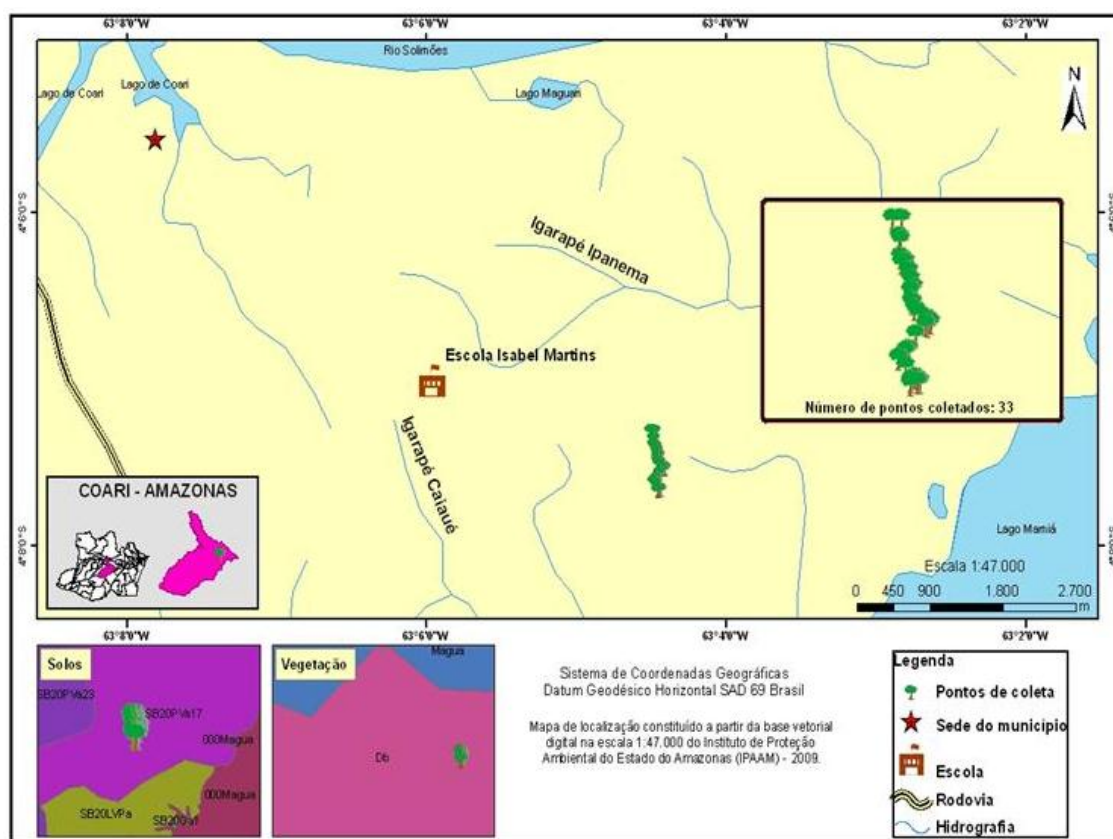 63°8'0"W 63°6'0"W 63°4'0"W 63°2'0"W
Rio Solimões
Lago de Coari
Lago de Coari
Lago Maguari
N
4°6'0"S
4°6'0"S
Igarapé Ipanema
Escola Isabel Martins
Número de pontos coletados: 33
Igarapé Caiaué
COARI - AMAZONAS
Lago Mamiá
4°8'0"S
4°8'0"S
Escala 1:47.000
0 450 900 1.800 2.700
m
63°8'0"W 63°6'0"W 63°4'0"W 63°2'0"W
Solos
SB20PVa23
SB20PVa17
000Magua
000Magua
SB20LVPa
Vegetação
Magua
Db
Sistema de Coordenadas Geográficas
Datum Geodésico Horizontal SAD 69 Brasil
Mapa de localização constituído a partir da base vetorial
digital na escala 1:47.000 do Instituto de Proteção
Ambiental do Estado do Amazonas (IPAAM) - 2009.
Legenda
Pontos de coleta
Sede do município
Escola
Rodovia
Hidrografia